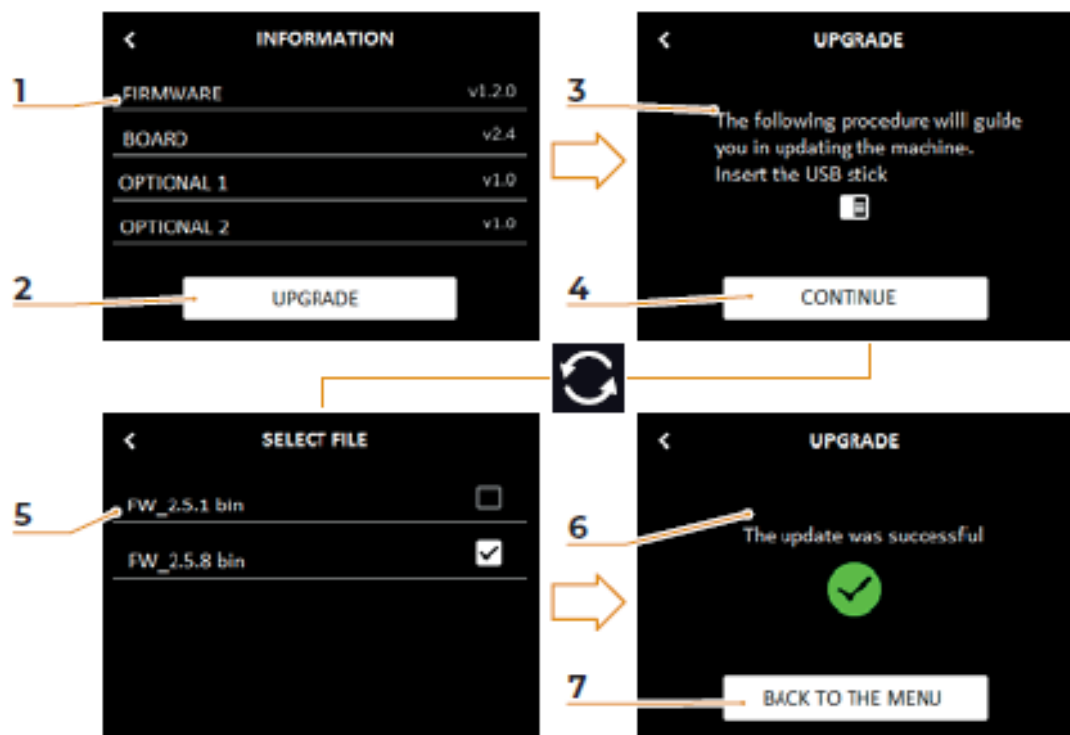 < INFORMATION
1 FIRMWARE v1.2.0
BOARD v2.4
OPTIONAL 1 v1.0
OPTIONAL 2 v1.0
2 UPGRADE
< UPGRADE
3 The following procedure will guide
you in updating the machine.
Insert the USB stick
4 CONTINUE
< SELECT FILE
5 FW_2.5.1 bin
FW_2.5.8 bin
< UPGRADE
6 The update was successful
7 BACK TO THE MENU